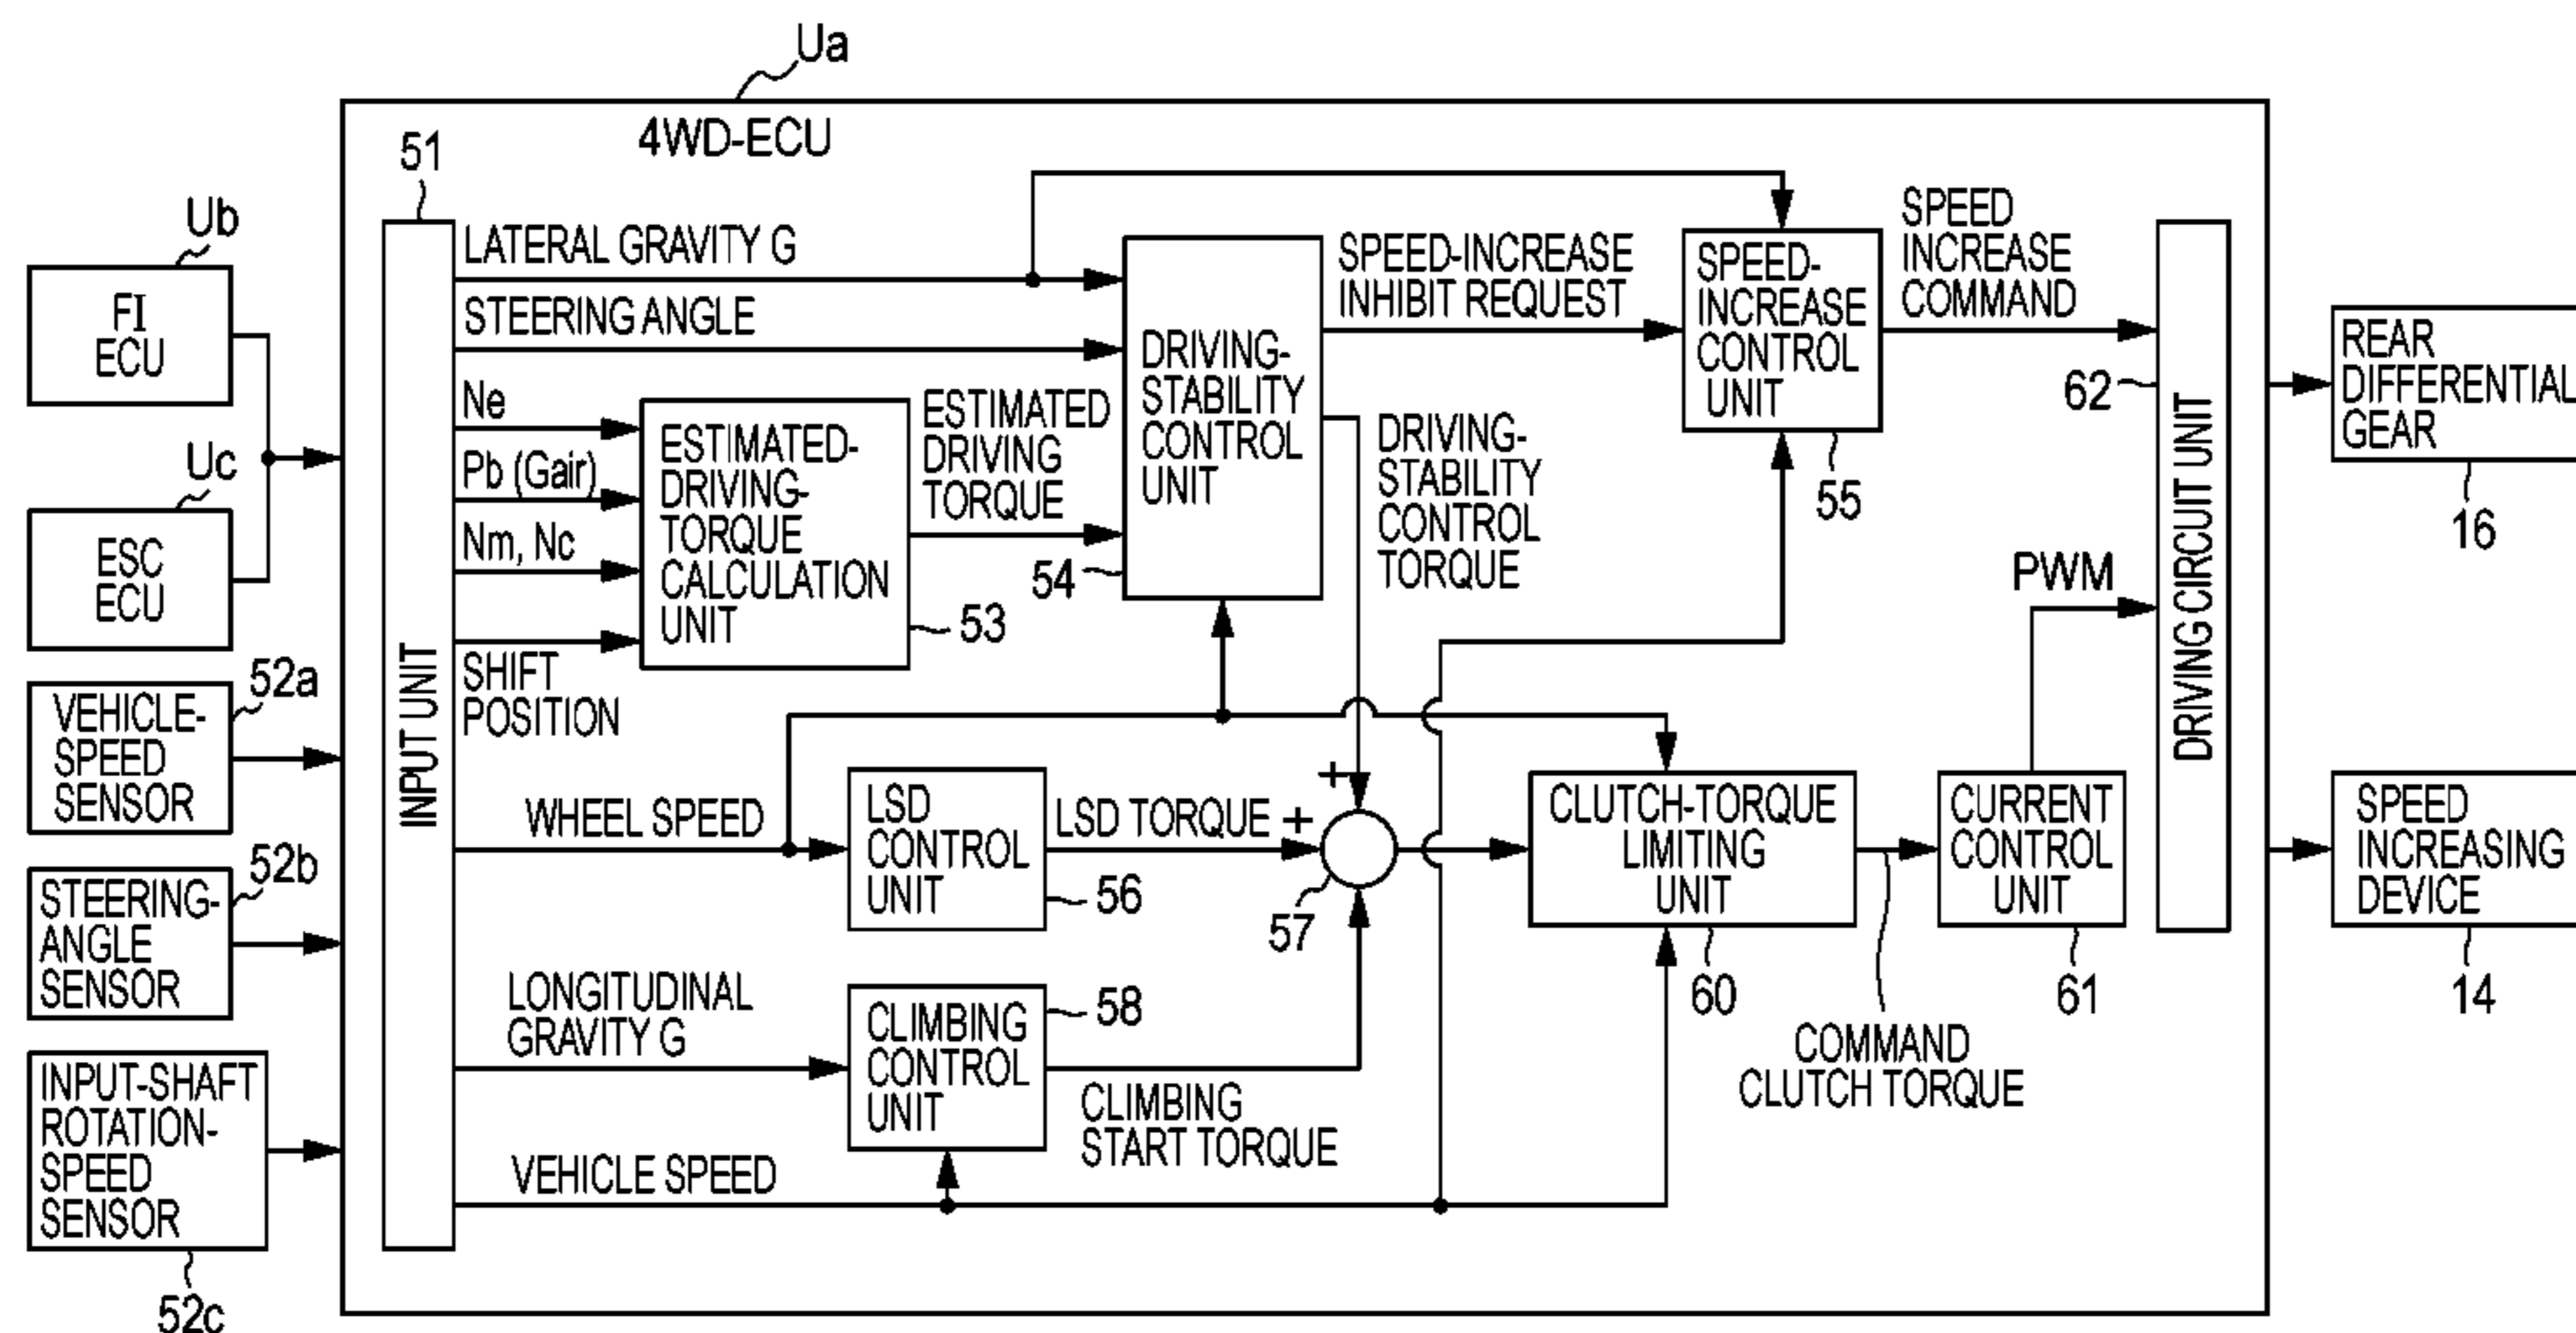 Ua
4WD-ECU
51
Ub
FI
ECU
Uc
ESC
ECU
52a
VEHICLE-
SPEED
SENSOR
52b
STEERING-
ANGLE
SENSOR
INPUT-SHAFT
ROTATION-
SPEED
SENSOR
52c
INPUT UNIT
LATERAL GRAVITY G
STEERING ANGLE
Ne
Pb (Gair)
Nm, Nc
SHIFT
POSITION
ESTIMATED-
DRIVING-
TORQUE
CALCULATION
UNIT
53
ESTIMATED
DRIVING
TORQUE
DRIVING-
STABILITY
CONTROL
UNIT
54
SPEED-INCREASE
INHIBIT REQUEST
DRIVING-
STABILITY
CONTROL
TORQUE
SPEED-
INCREASE
CONTROL
UNIT
55
SPEED
INCREASE
COMMAND
62
DRIVING CIRCUIT UNIT
REAR
DIFFERENTIAL
GEAR
16
PWM
WHEEL SPEED
LSD
CONTROL
UNIT
56
LSD TORQUE
+
+
57
LONGITUDINAL
GRAVITY G
CLIMBING
CONTROL
UNIT
58
CLIMBING
START TORQUE
VEHICLE SPEED
CLUTCH-TORQUE
LIMITING
UNIT
60
COMMAND
CLUTCH TORQUE
CURRENT
CONTROL
UNIT
61
SPEED
INCREASING
DEVICE
14